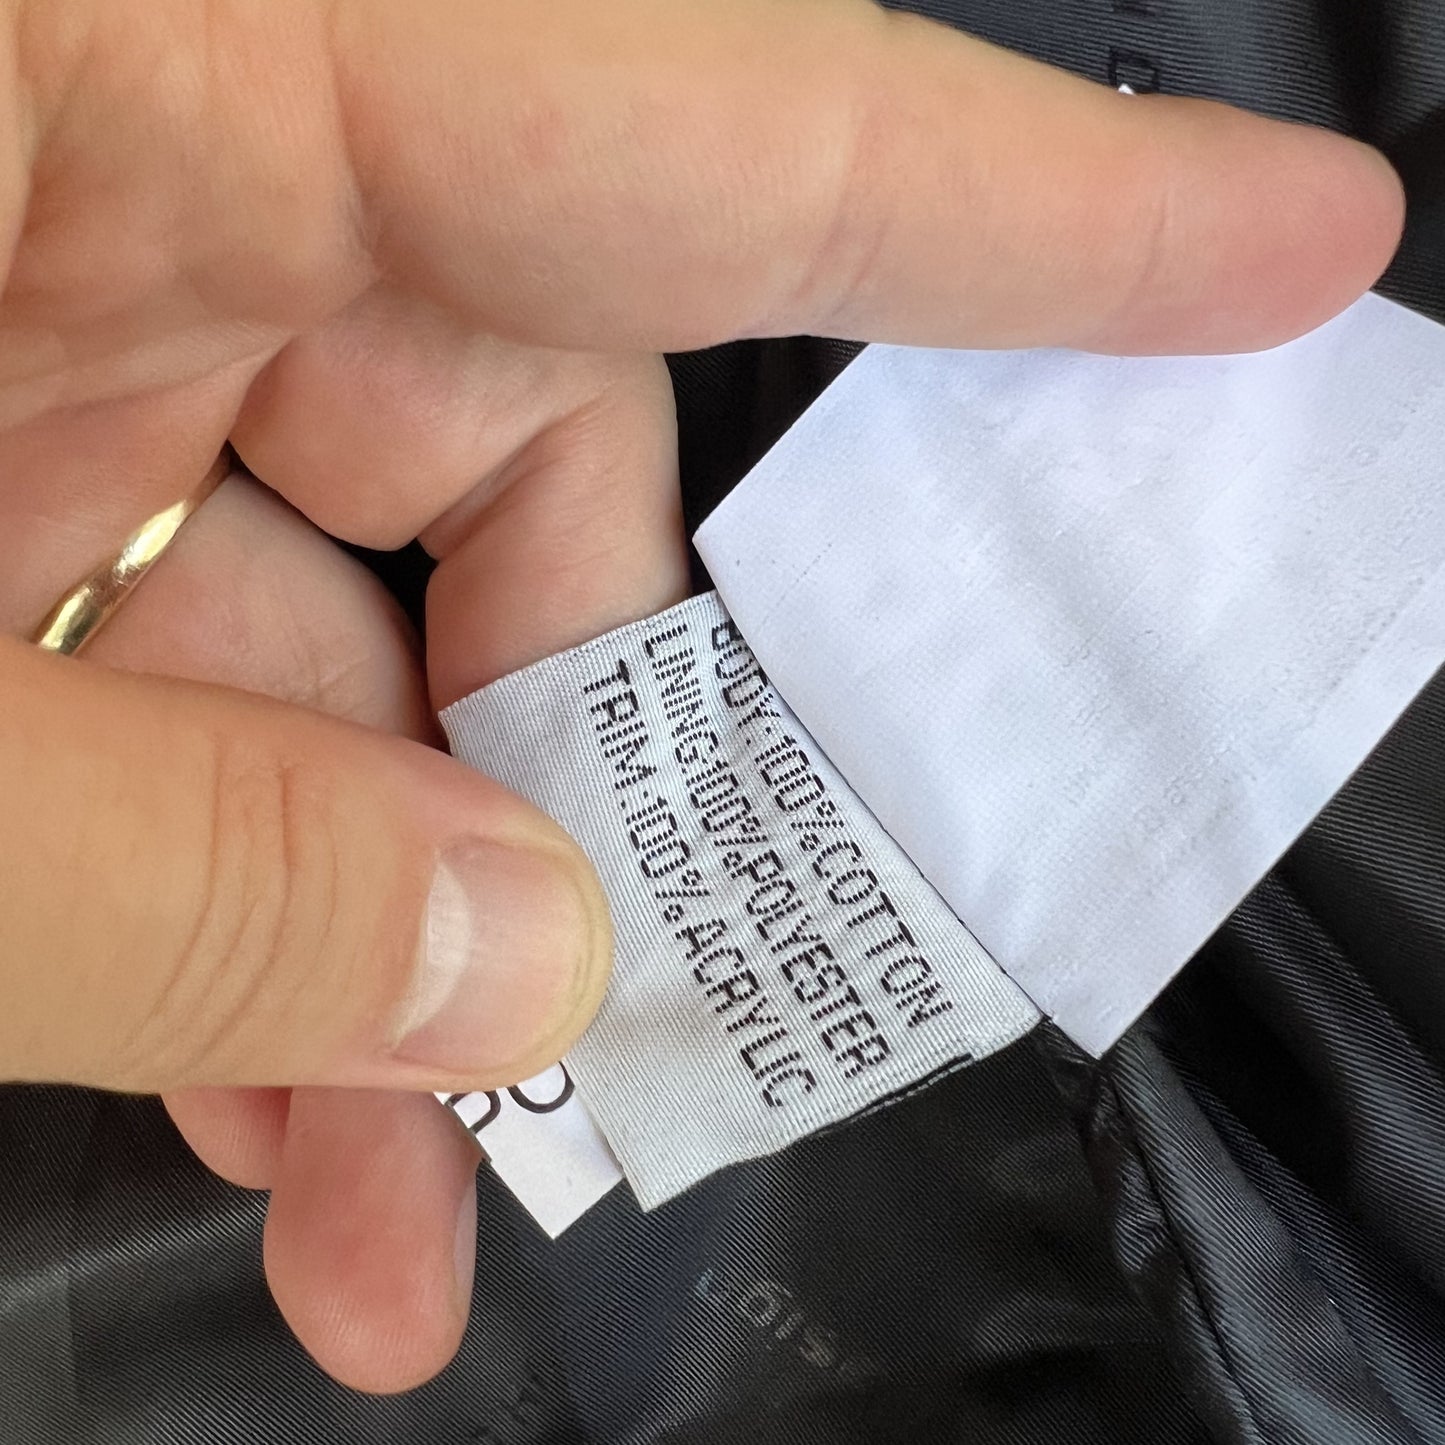 BODY:100%COTTON
LINING:100%POLYESTER
TRIM:100% ACRYLIC